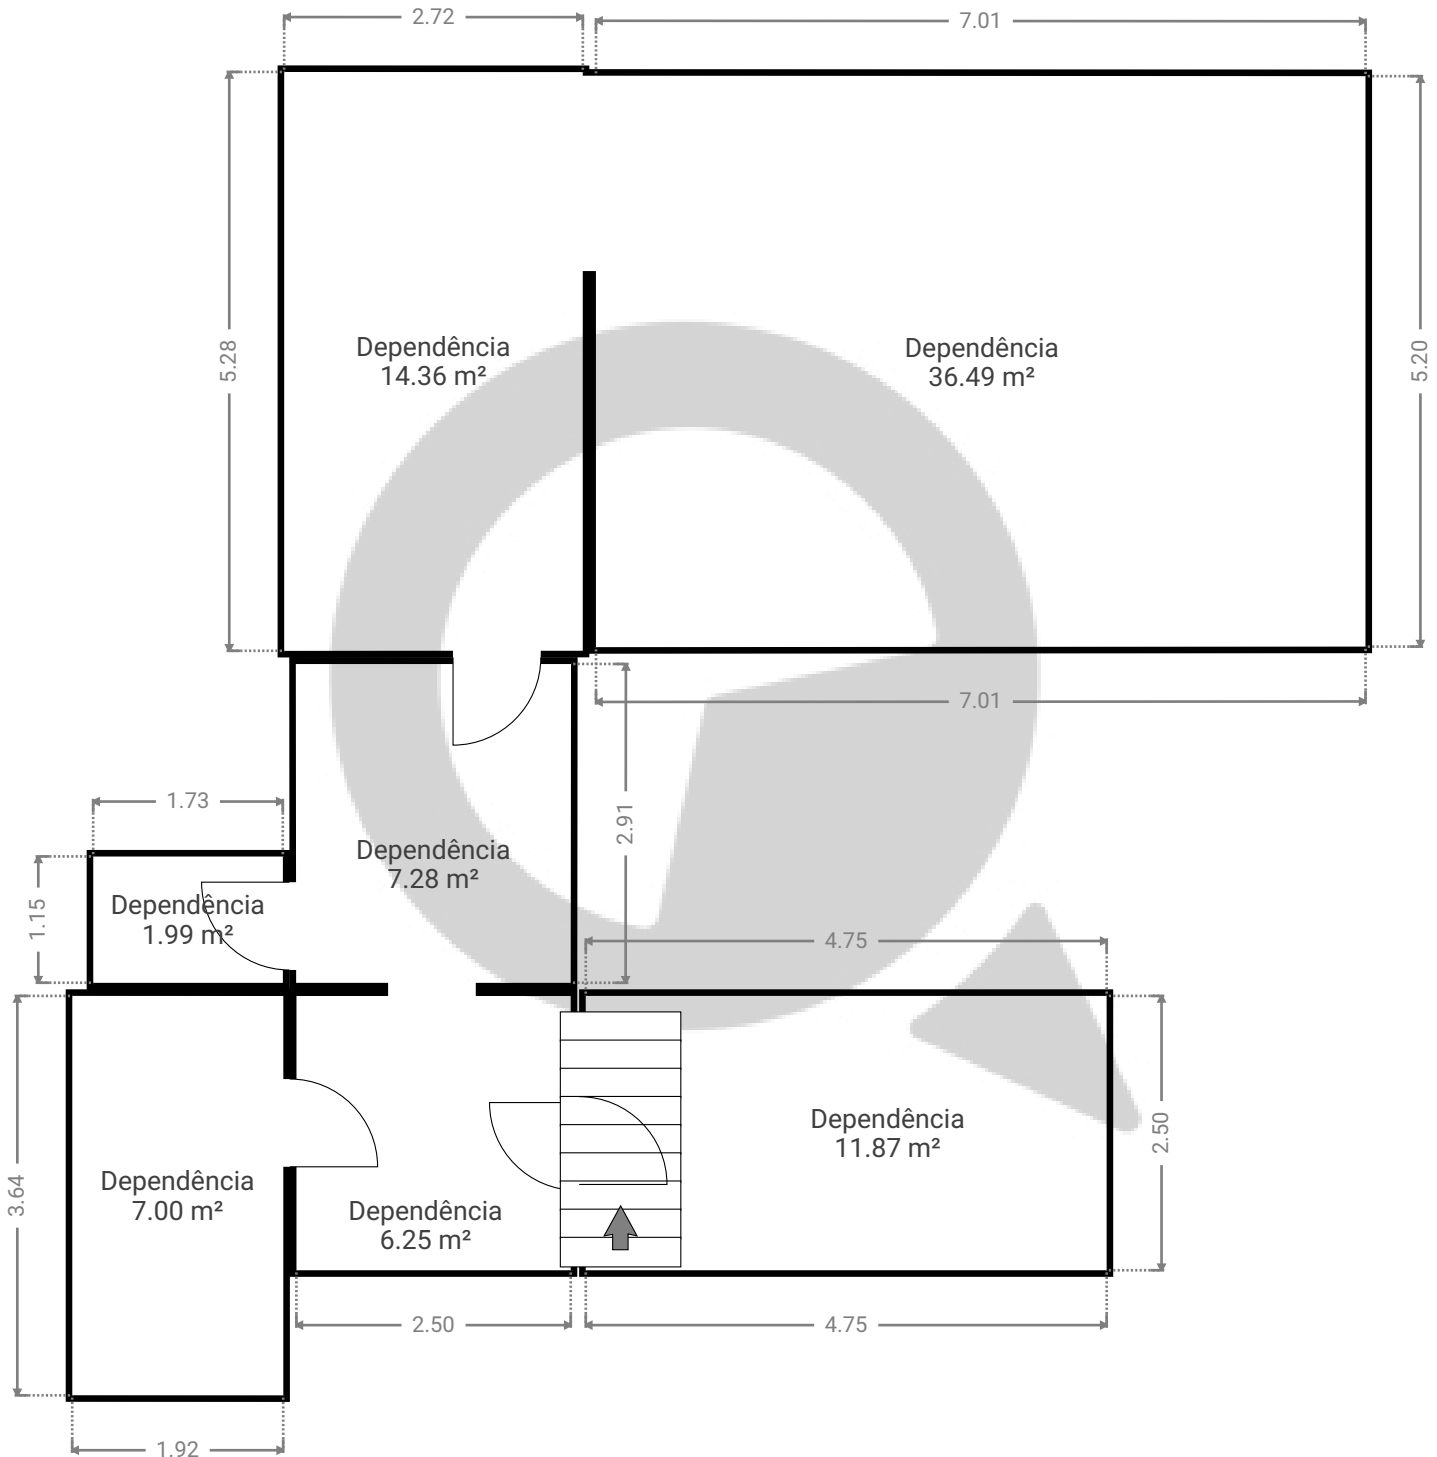 2.72
7.01
5.28
5.20
Dependência
14.36 m²
Dependência
36.49 m²
7.01
1.73
2.91
Dependência
7.28 m²
1.15
Dependência
1.99 m²
4.75
Dependência
11.87 m²
2.50
3.64
Dependência
7.00 m²
Dependência
6.25 m²
2.50
4.75
1.92